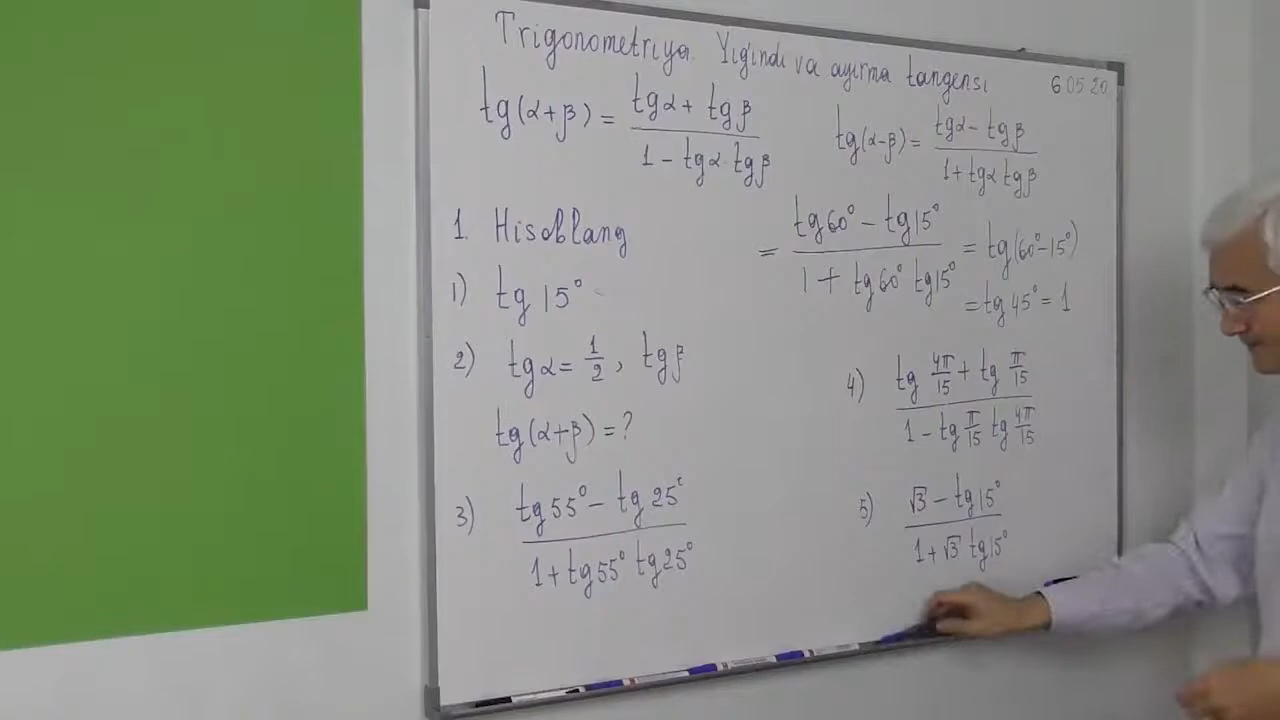 Trigonometriya. Yig'indi va ayirma tangensi 6 05 20
tg(α+β) = (tgα + tgβ)/(1 - tgα · tgβ)
tg(α-β) = (tgα - tgβ)/(1 + tgα tgβ)
1. Hisoblang
1) tg 15°
2) tgα = 1/2, tgβ
tg(α+β) = ?
3) (tg55° - tg25°)/(1 + tg55° tg25°)
= (tg60° - tg15°)/(1 + tg60° tg15°) = tg(60°-15°)
= tg45° = 1
4) (tg 4π/15 + tg π/15)/(1 - tg π/15 tg 4π/15)
5) (√3 - tg15°)/(1 + √3 tg15°)